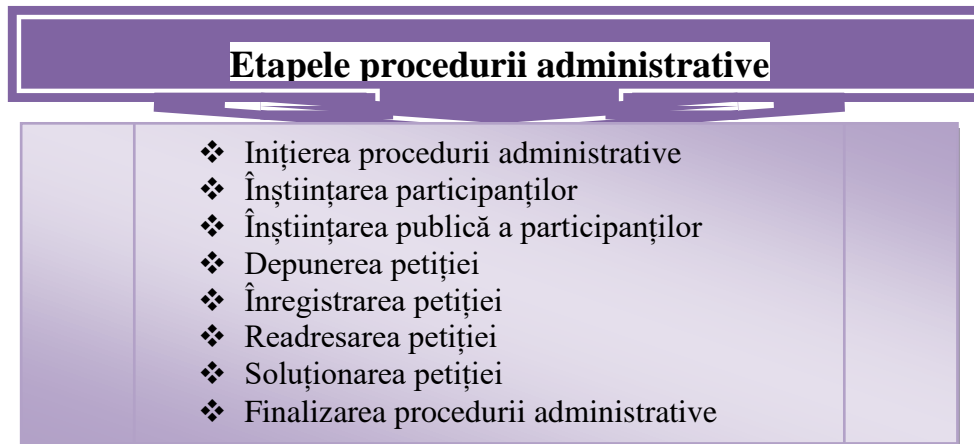 Etapele procedurii administrative
❖ Inițierea procedurii administrative
❖ Înștiințarea participanților
❖ Înștiințarea publică a participanților
❖ Depunerea petiției
❖ Înregistrarea petiției
❖ Readresarea petiției
❖ Soluționarea petiției
❖ Finalizarea procedurii administrative